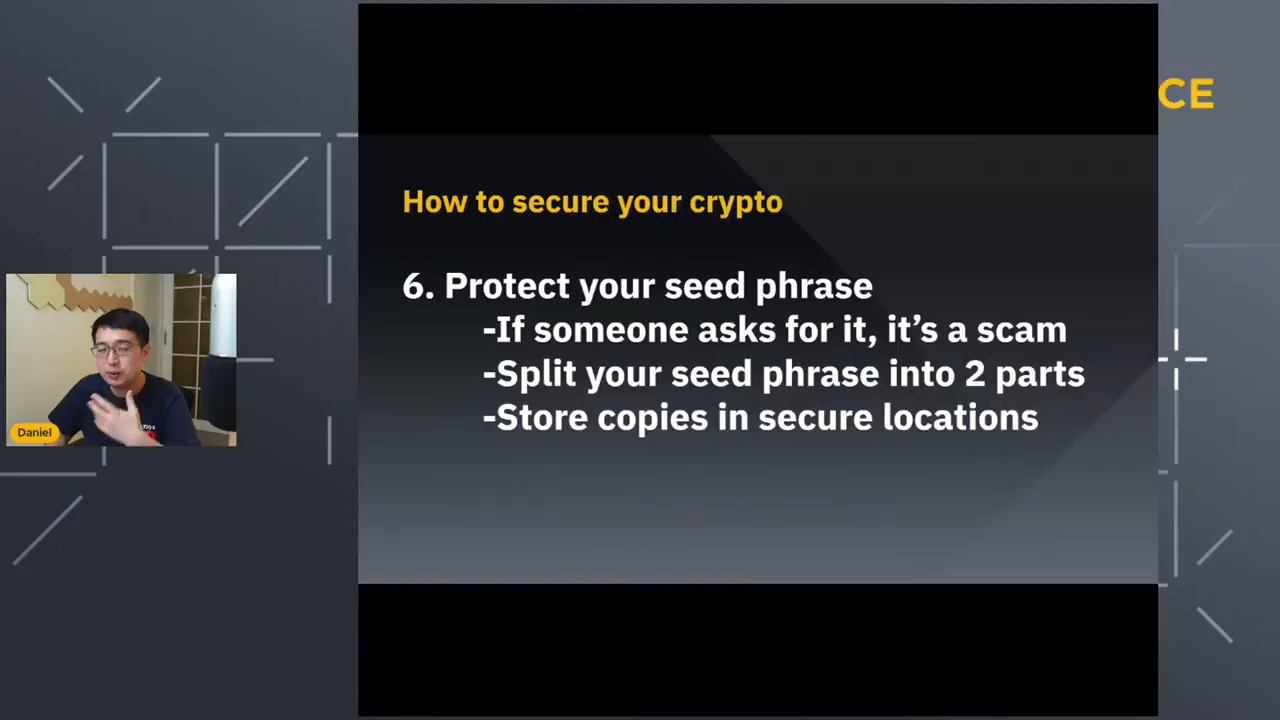 CE
How to secure your crypto
6. Protect your seed phrase
-If someone asks for it, it’s a scam
-Split your seed phrase into 2 parts
-Store copies in secure locations
Daniel